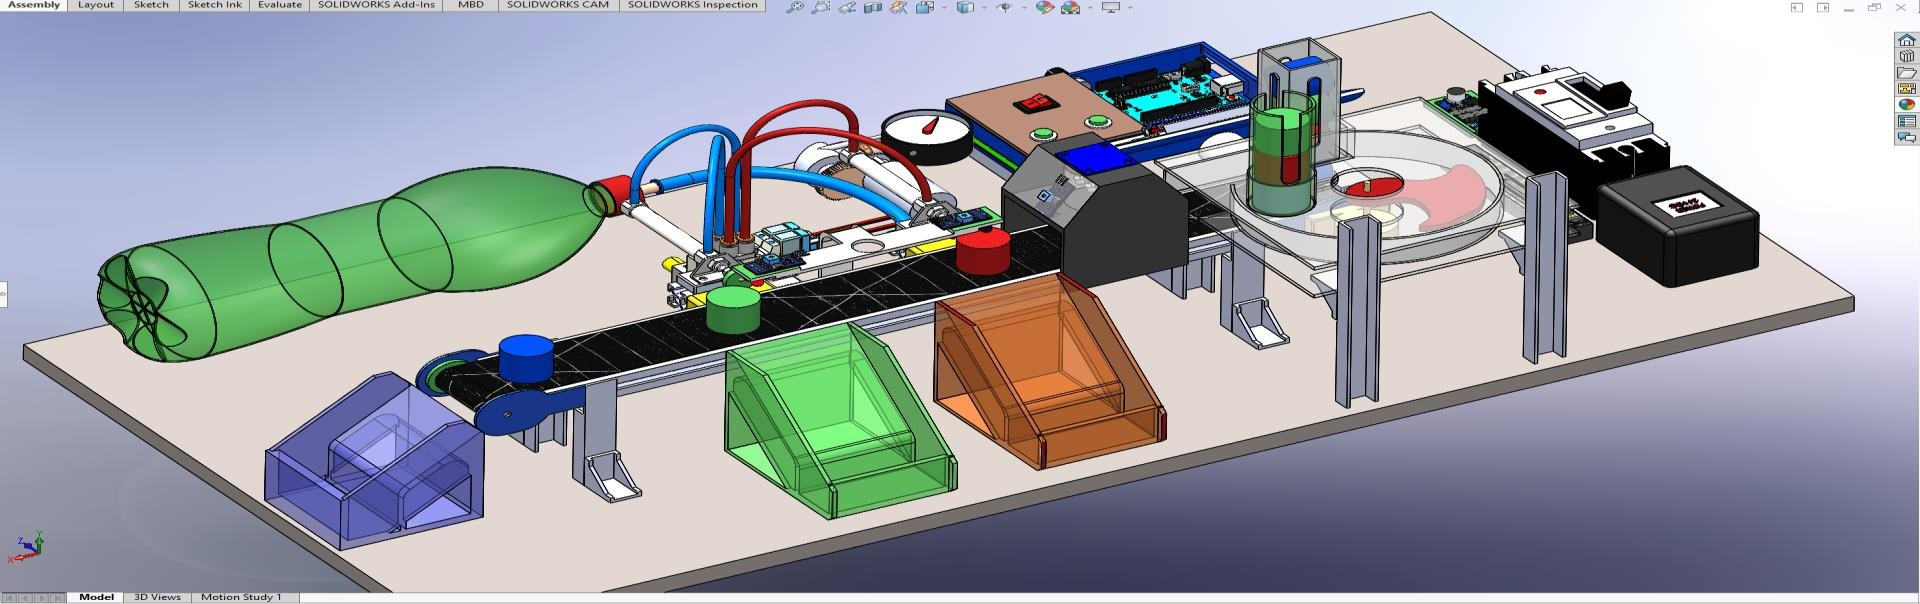 Assembly Layout Sketch Sketch Ink Evaluate SOLIDWORKS Add-Ins MBD SOLIDWORKS CAM SOLIDWORKS Inspection
Y
Z
X
Model 3D Views Motion Study 1